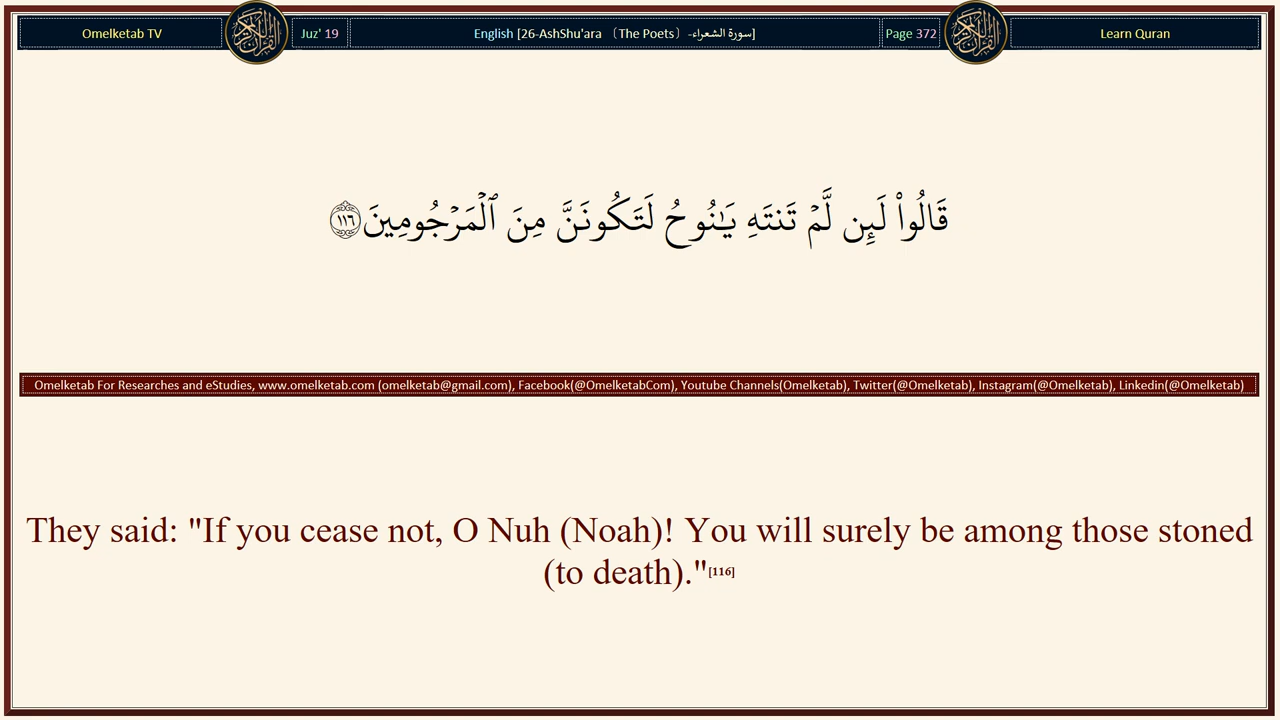 Omelketab TV
Juz' 19
English [26-AshShu'ara （The Poets） -سورة الشعراء]
Page 372
Learn Quran
قَالُوا۟ لَئِن لَّمْ تَنتَهِ يَـٰنُوحُ لَتَكُونَنَّ مِنَ ٱلْمَرْجُومِينَ ١١٦
Omelketab For Researches and eStudies, www.omelketab.com (omelketab@gmail.com), Facebook(@OmelketabCom), Youtube Channels(Omelketab), Twitter(@Omelketab), Instagram(@Omelketab), Linkedin(@Omelketab)
They said: "If you cease not, O Nuh (Noah)! You will surely be among those stoned
(to death)."[116]